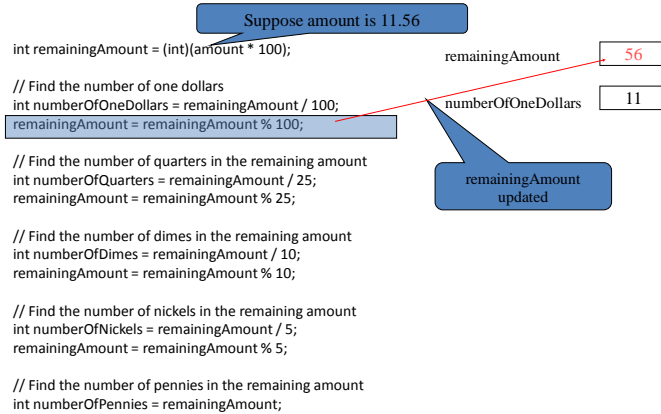 Suppose amount is 11.56
int remainingAmount = (int)(amount * 100);
remainingAmount 56
// Find the number of one dollars
int numberOfOneDollars = remainingAmount / 100;
numberOfOneDollars 11
remainingAmount = remainingAmount % 100;
// Find the number of quarters in the remaining amount
int numberOfQuarters = remainingAmount / 25;
remainingAmount = remainingAmount % 25;
remainingAmount
updated
// Find the number of dimes in the remaining amount
int numberOfDimes = remainingAmount / 10;
remainingAmount = remainingAmount % 10;
// Find the number of nickels in the remaining amount
int numberOfNickels = remainingAmount / 5;
remainingAmount = remainingAmount % 5;
// Find the number of pennies in the remaining amount
int numberOfPennies = remainingAmount;